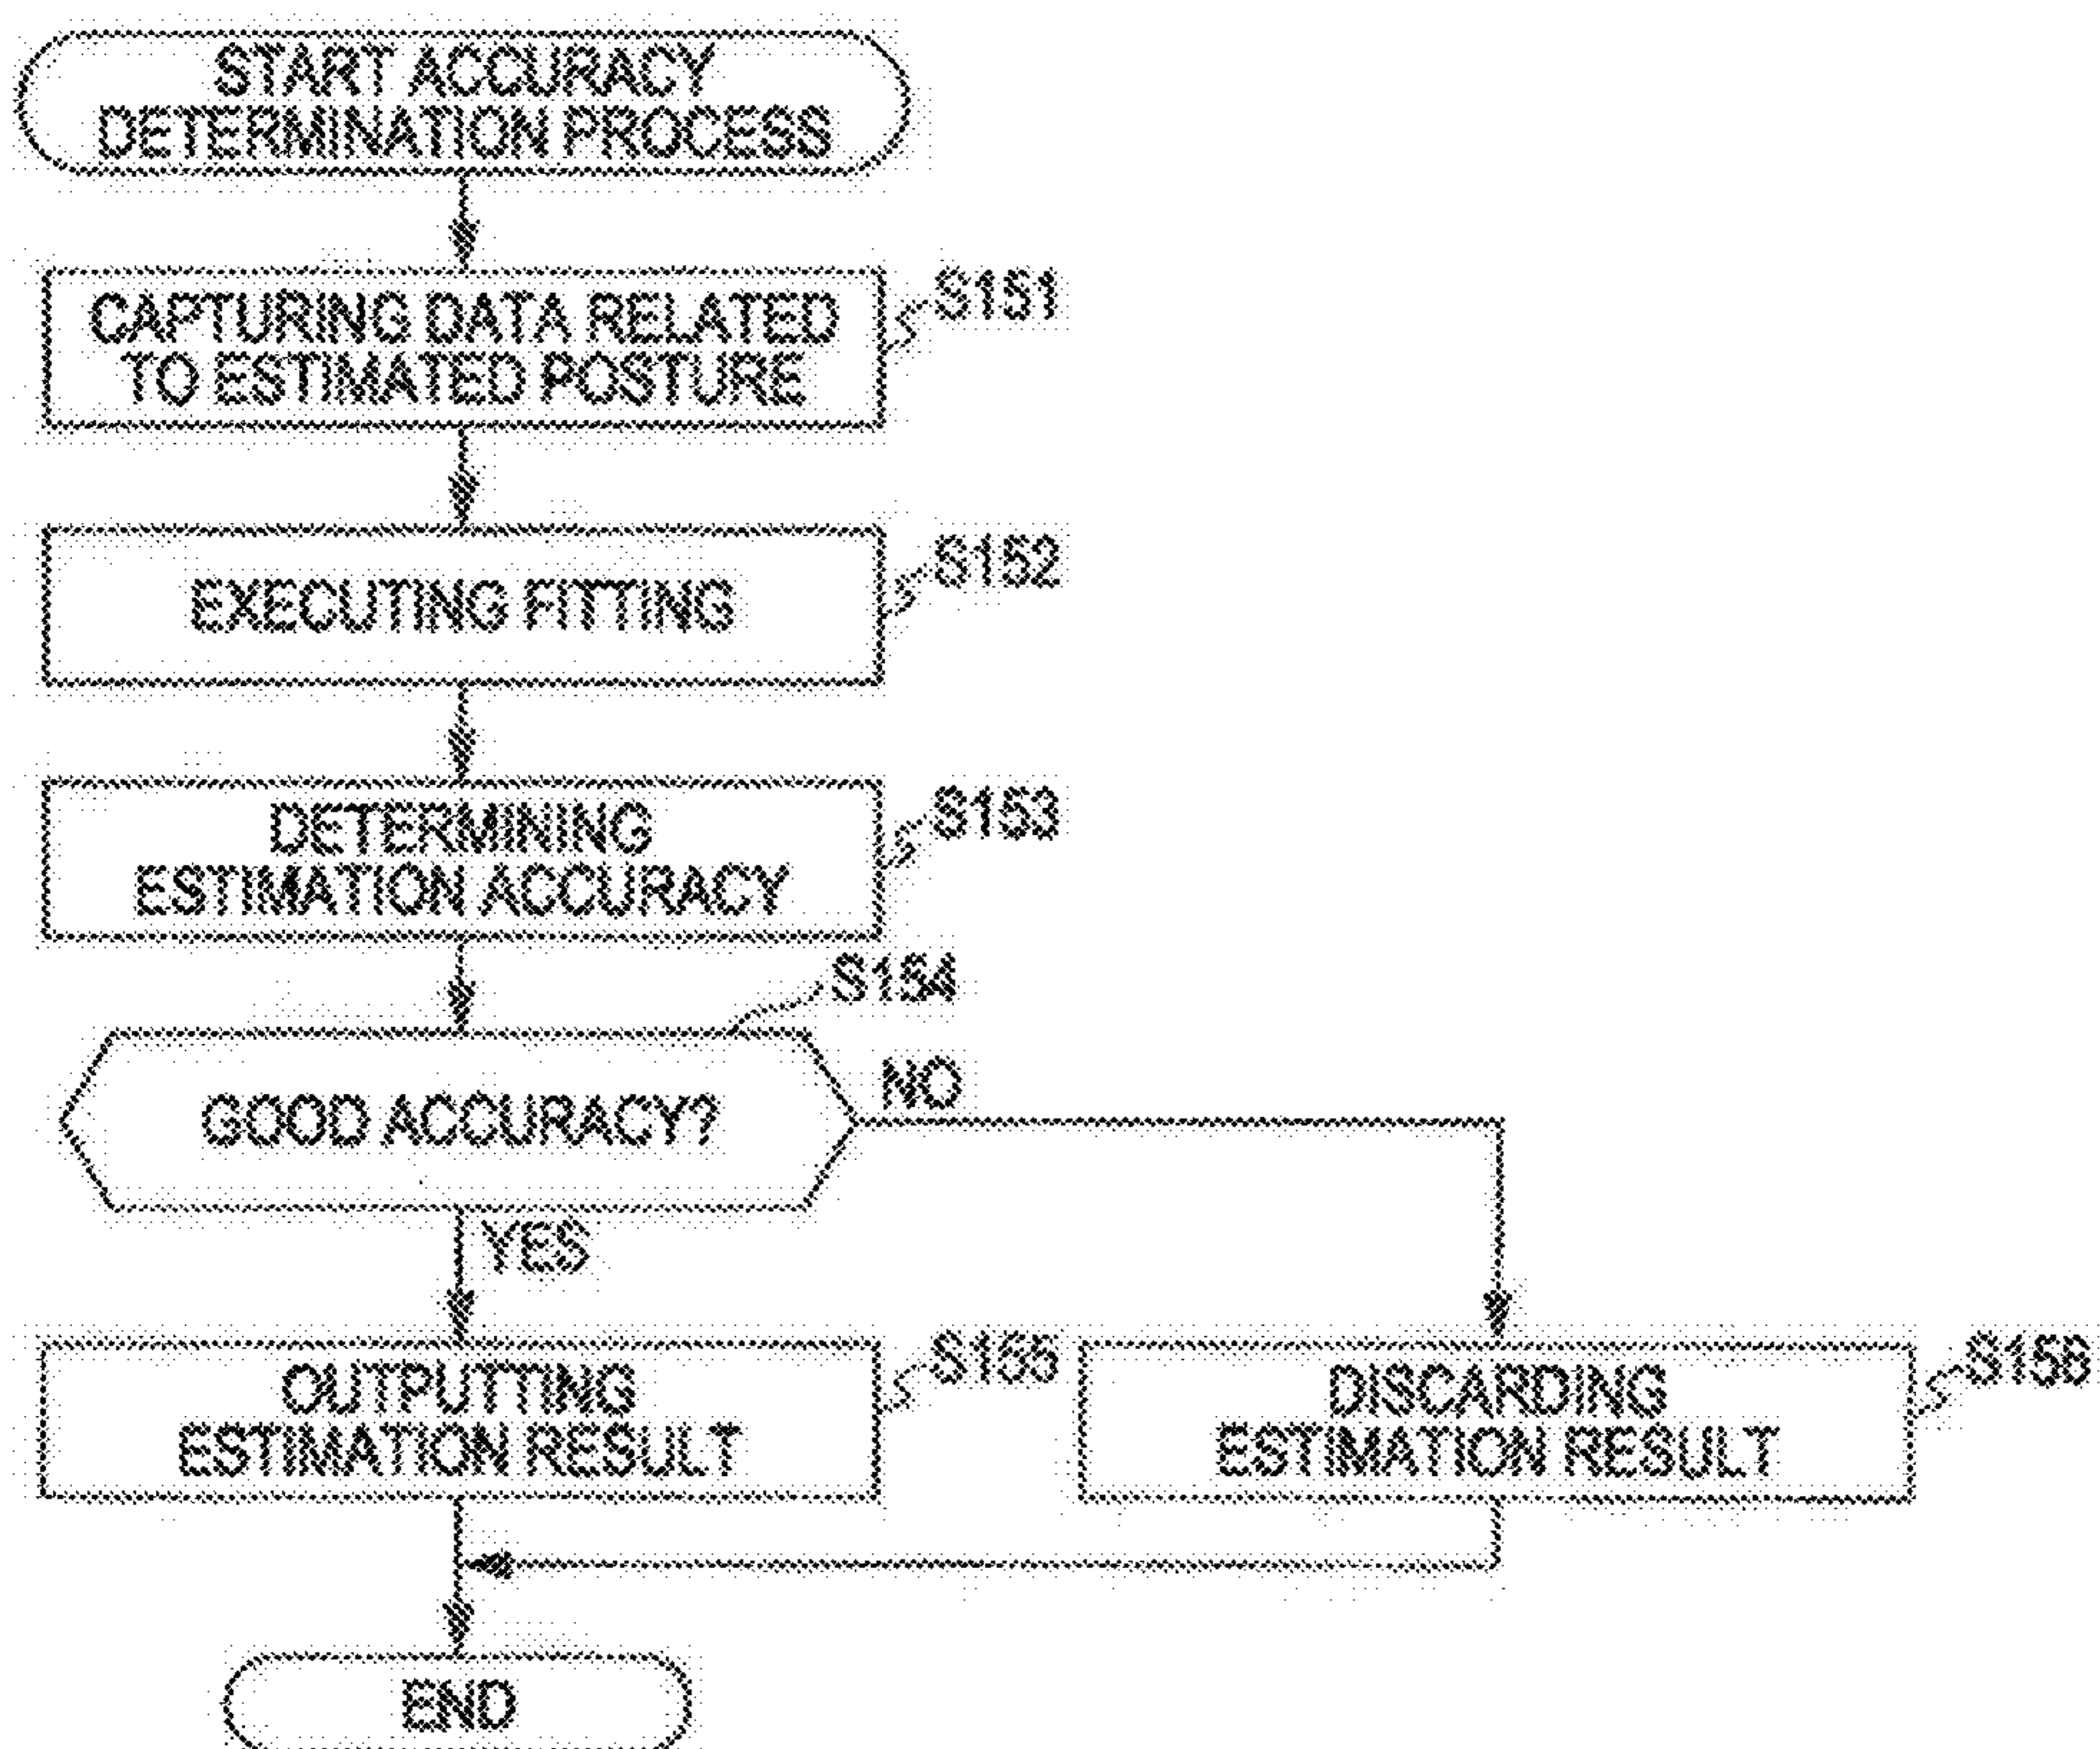 START ACCURACY
DETERMINATION PROCESS
CAPTURING DATA RELATED
TO ESTIMATED POSTURE
S151
EXECUTING FITTING
S152
DETERMINING
ESTIMATION ACCURACY
S153
S154
GOOD ACCURACY?
NO
YES
OUTPUTTING
ESTIMATION RESULT
S155
DISCARDING
ESTIMATION RESULT
S156
END